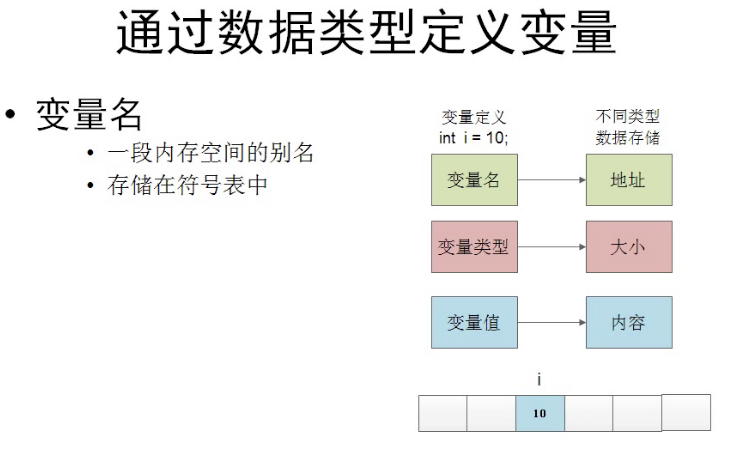 通过数据类型定义变量
• 变量名
• 一段内存空间的别名
• 存储在符号表中
变量定义
int i = 10;
不同类型
数据存储
变量名
地址
变量类型
大小
变量值
内容
i
10